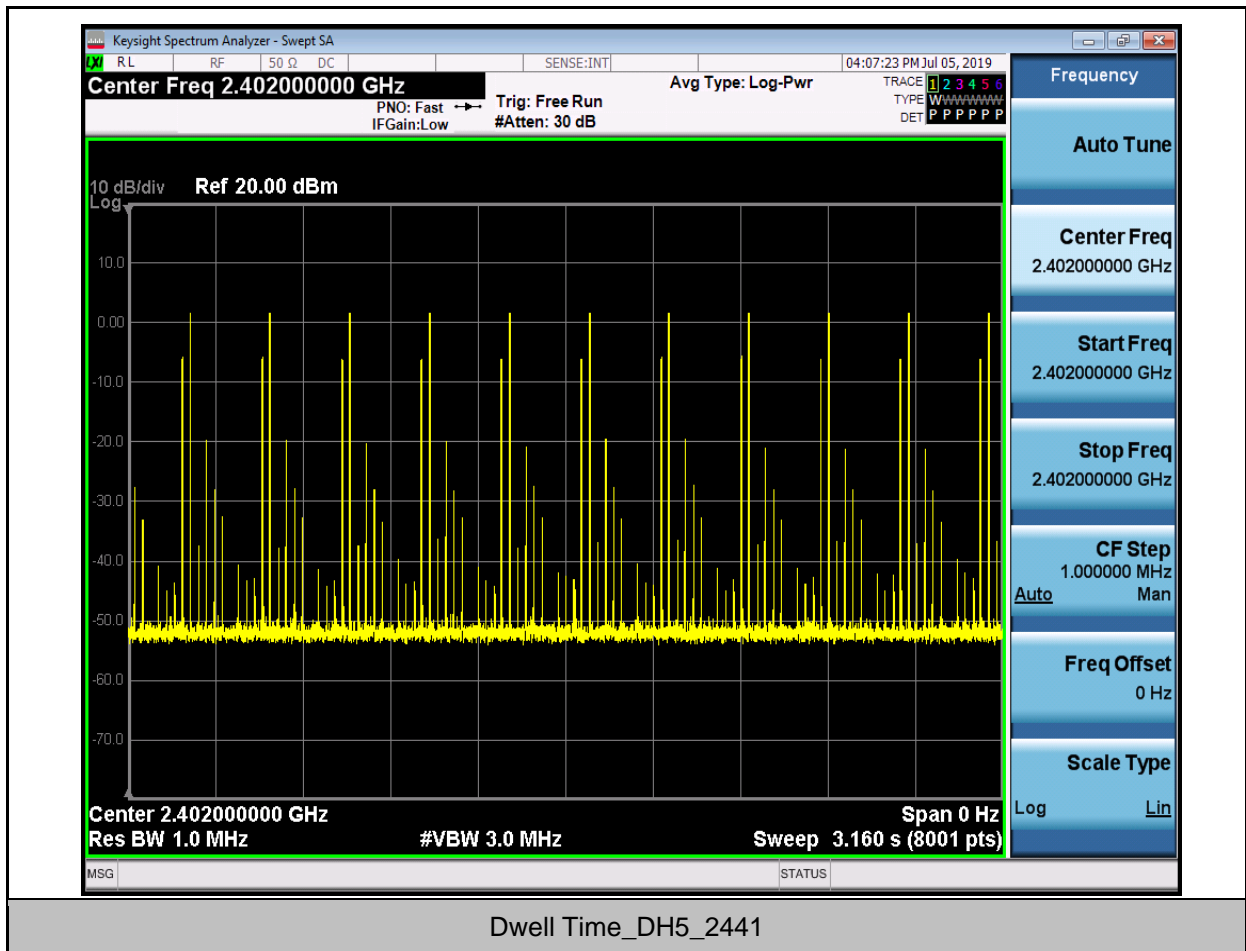 Keysight Spectrum Analyzer - Swept SA
LXI RL RF 50 Ω DC SENSE:INT 04:07:23 PM Jul 05, 2019
Center Freq 2.402000000 GHz
PNO: Fast
IFGain:Low
Trig: Free Run
#Atten: 30 dB
Avg Type: Log-Pwr
TRACE 1 2 3 4 5 6
TYPE WWWWWW
DET P P P P P P
10 dB/div
Log
Ref 20.00 dBm
10.0
0.00
-10.0
-20.0
-30.0
-40.0
-50.0
-60.0
-70.0
Center 2.402000000 GHz
Span 0 Hz
Res BW 1.0 MHz
#VBW 3.0 MHz
Sweep 3.160 s (8001 pts)
MSG
STATUS
Frequency
Auto Tune
Center Freq
2.402000000 GHz
Start Freq
2.402000000 GHz
Stop Freq
2.402000000 GHz
CF Step
1.000000 MHz
Auto Man
Freq Offset
0 Hz
Scale Type
Log Lin
Dwell Time_DH5_2441